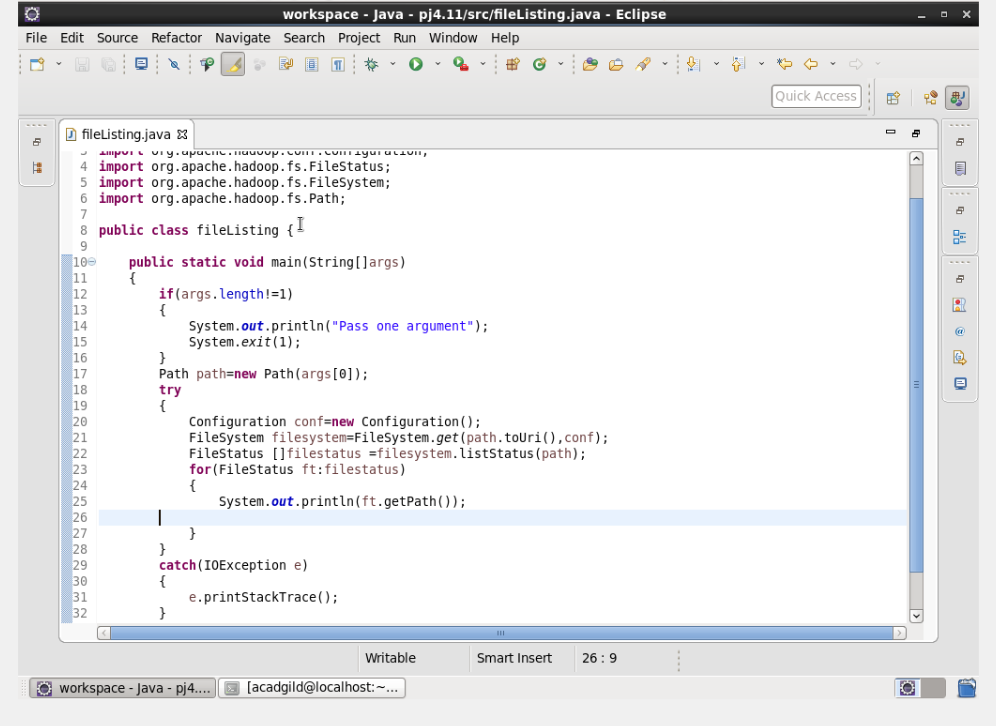 workspace - Java - pj4.11/src/fileListing.java - Eclipse
File Edit Source Refactor Navigate Search Project Run Window Help
Quick Access
fileListing.java
3 import org.apache.hadoop.conf.Configuration;
4 import org.apache.hadoop.fs.FileStatus;
5 import org.apache.hadoop.fs.FileSystem;
6 import org.apache.hadoop.fs.Path;
7
8 public class fileListing {
9
10 public static void main(String[]args)
11 {
12 if(args.length!=1)
13 {
14 System.out.println("Pass one argument");
15 System.exit(1);
16 }
17 Path path=new Path(args[0]);
18 try
19 {
20 Configuration conf=new Configuration();
21 FileSystem filesystem=FileSystem.get(path.toUri(),conf);
22 FileStatus []filestatus =filesystem.listStatus(path);
23 for(FileStatus ft:filestatus)
24 {
25 System.out.println(ft.getPath());
26
27 }
28 }
29 catch(IOException e)
30 {
31 e.printStackTrace();
32 }
Writable Smart Insert 26 : 9
workspace - Java - pj4.... [acadgild@localhost:~...